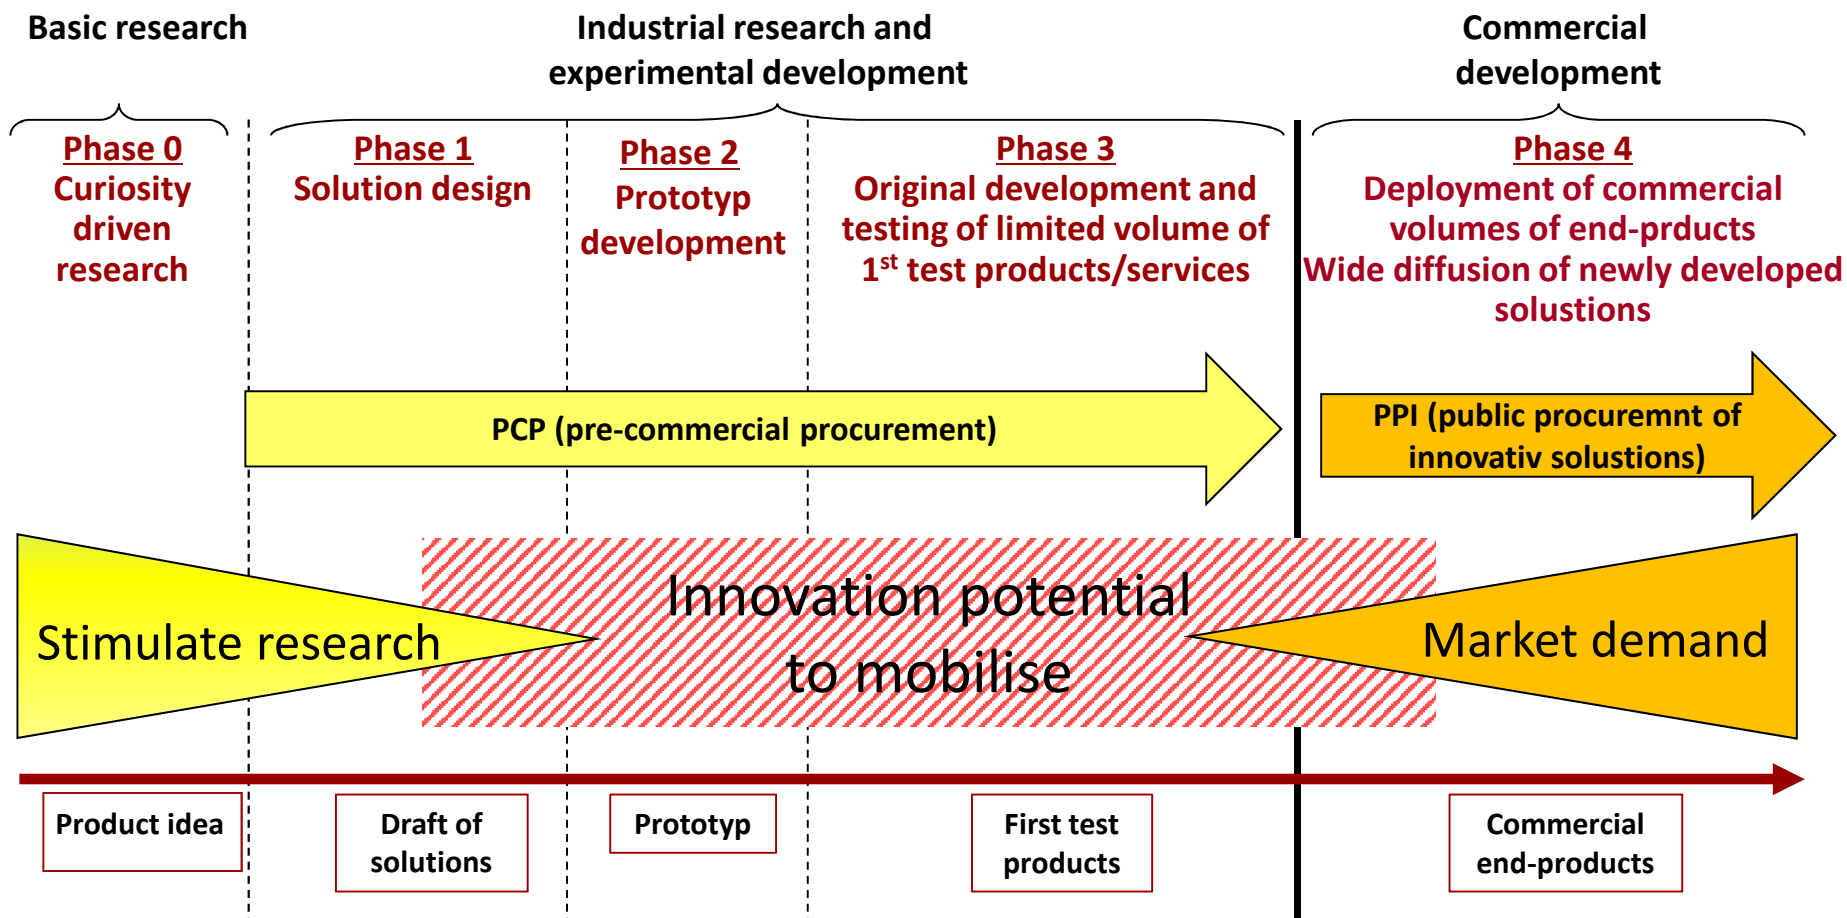 Basic research
Industrial research and
experimental development
Commercial
development
Phase 0
Curiosity
driven
research
Phase 1
Solution design
Phase 2
Prototyp
development
Phase 3
Original development and
testing of limited volume of
1st test products/services
Phase 4
Deployment of commercial
volumes of end-prducts
Wide diffusion of newly developed
solustions
PCP (pre-commercial procurement)
PPI (public procuremnt of
innovativ solustions)
Stimulate research
Innovation potential
to mobilise
Market demand
Product idea
Draft of
solutions
Prototyp
First test
products
Commercial
end-products